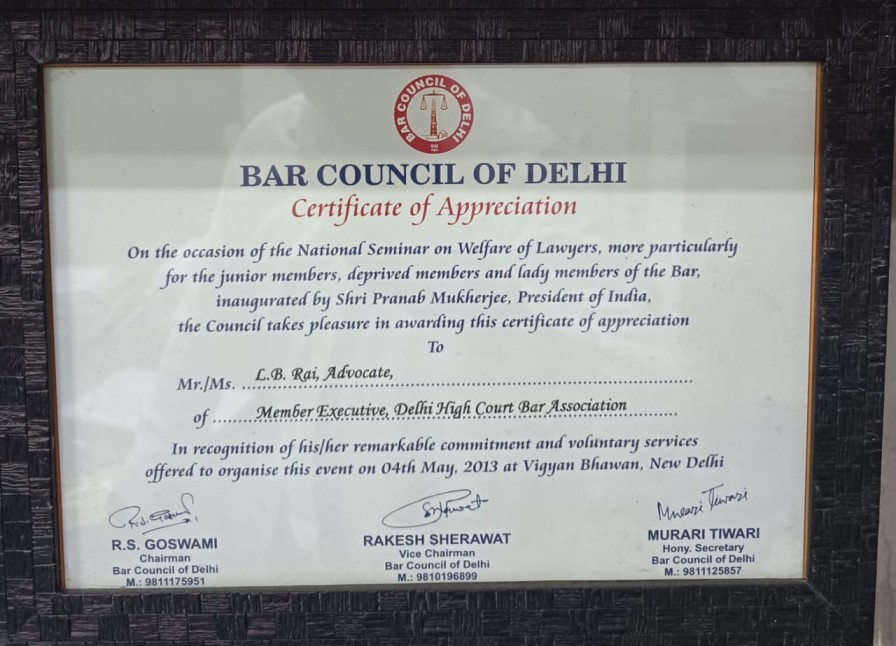 BAR COUNCIL OF DELHI
BAR COUNCIL OF DELHI
Certificate of Appreciation
On the occasion of the National Seminar on Welfare of Lawyers, more particularly
for the junior members, deprived members and lady members of the Bar,
inaugurated by Shri Pranab Mukherjee, President of India,
the Council takes pleasure in awarding this certificate of appreciation
To
Mr./Ms. L.B. Rai, Advocate,
of Member Executive, Delhi High Court Bar Association
In recognition of his/her remarkable commitment and voluntary services
offered to organise this event on 04th May, 2013 at Vigyan Bhawan, New Delhi
R.S. GOSWAMI
Chairman
Bar Council of Delhi
M.: 9811175951
RAKESH SHERAWAT
Vice Chairman
Bar Council of Delhi
M.: 9810196899
Murari Tiwari
MURARI TIWARI
Hony. Secretary
Bar Council of Delhi
M.: 9811125857